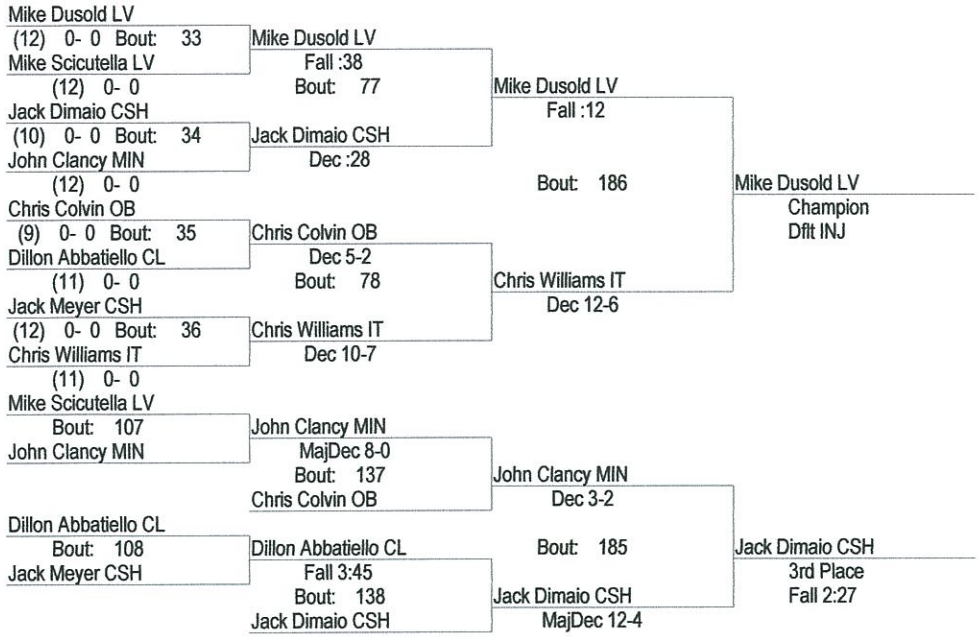 Mike Dusold LV
(12) 0- 0 Bout: 33
Mike Scicutella LV
(12) 0- 0
Jack Dimaio CSH
(10) 0- 0 Bout: 34
John Clancy MIN
(12) 0- 0
Chris Colvin OB
(9) 0- 0 Bout: 35
Dillon Abbatiello CL
(11) 0- 0
Jack Meyer CSH
(12) 0- 0 Bout: 36
Chris Williams IT
(11) 0- 0
Mike Dusold LV
Fall :38
Bout: 77
Jack Dimaio CSH
Dec :28
Chris Colvin OB
Dec 5-2
Bout: 78
Chris Williams IT
Dec 10-7
Mike Dusold LV
Fall :12
Bout: 186
Chris Williams IT
Dec 12-6
Mike Dusold LV
Champion
Dflt INJ
Mike Scicutella LV
Bout: 107
John Clancy MIN
Dillon Abbatiello CL
Bout: 108
Jack Meyer CSH
John Clancy MIN
MajDec 8-0
Bout: 137
Chris Colvin OB
Dillon Abbatiello CL
Fall 3:45
Bout: 138
Jack Dimaio CSH
John Clancy MIN
Dec 3-2
Bout: 185
Jack Dimaio CSH
MajDec 12-4
Jack Dimaio CSH
3rd Place
Fall 2:27